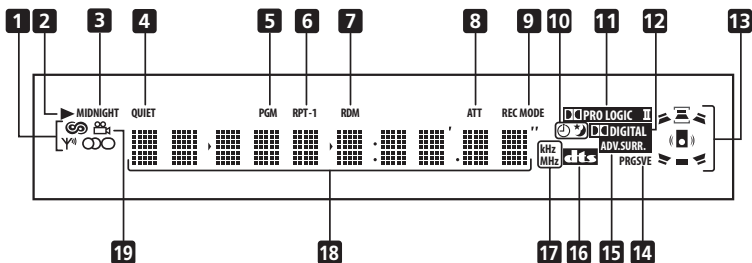 1 2 3 4 5 6 7 8 9 10 11 12 13
MIDNIGHT QUIET PGM RPT-1 RDM ATT REC MODE PRO LOGIC II
DIGITAL
kHz dts ADV.SURR.
MHz PRGSVE
19 18 17 16 15 14